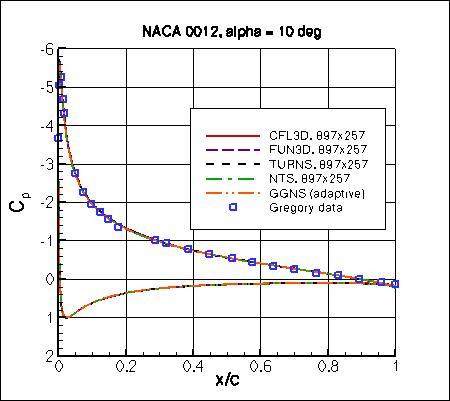 NACA 0012, alpha = 10 deg
-6
-5
-4
-3
-2
-1
0
1
2
Cp
CFL3D, 897x257
FUN3D, 897x257
TURNS, 897x257
NTS, 897x257
GGNS (adaptive)
Gregory data
0 0.2 0.4 0.6 0.8 1
x/c